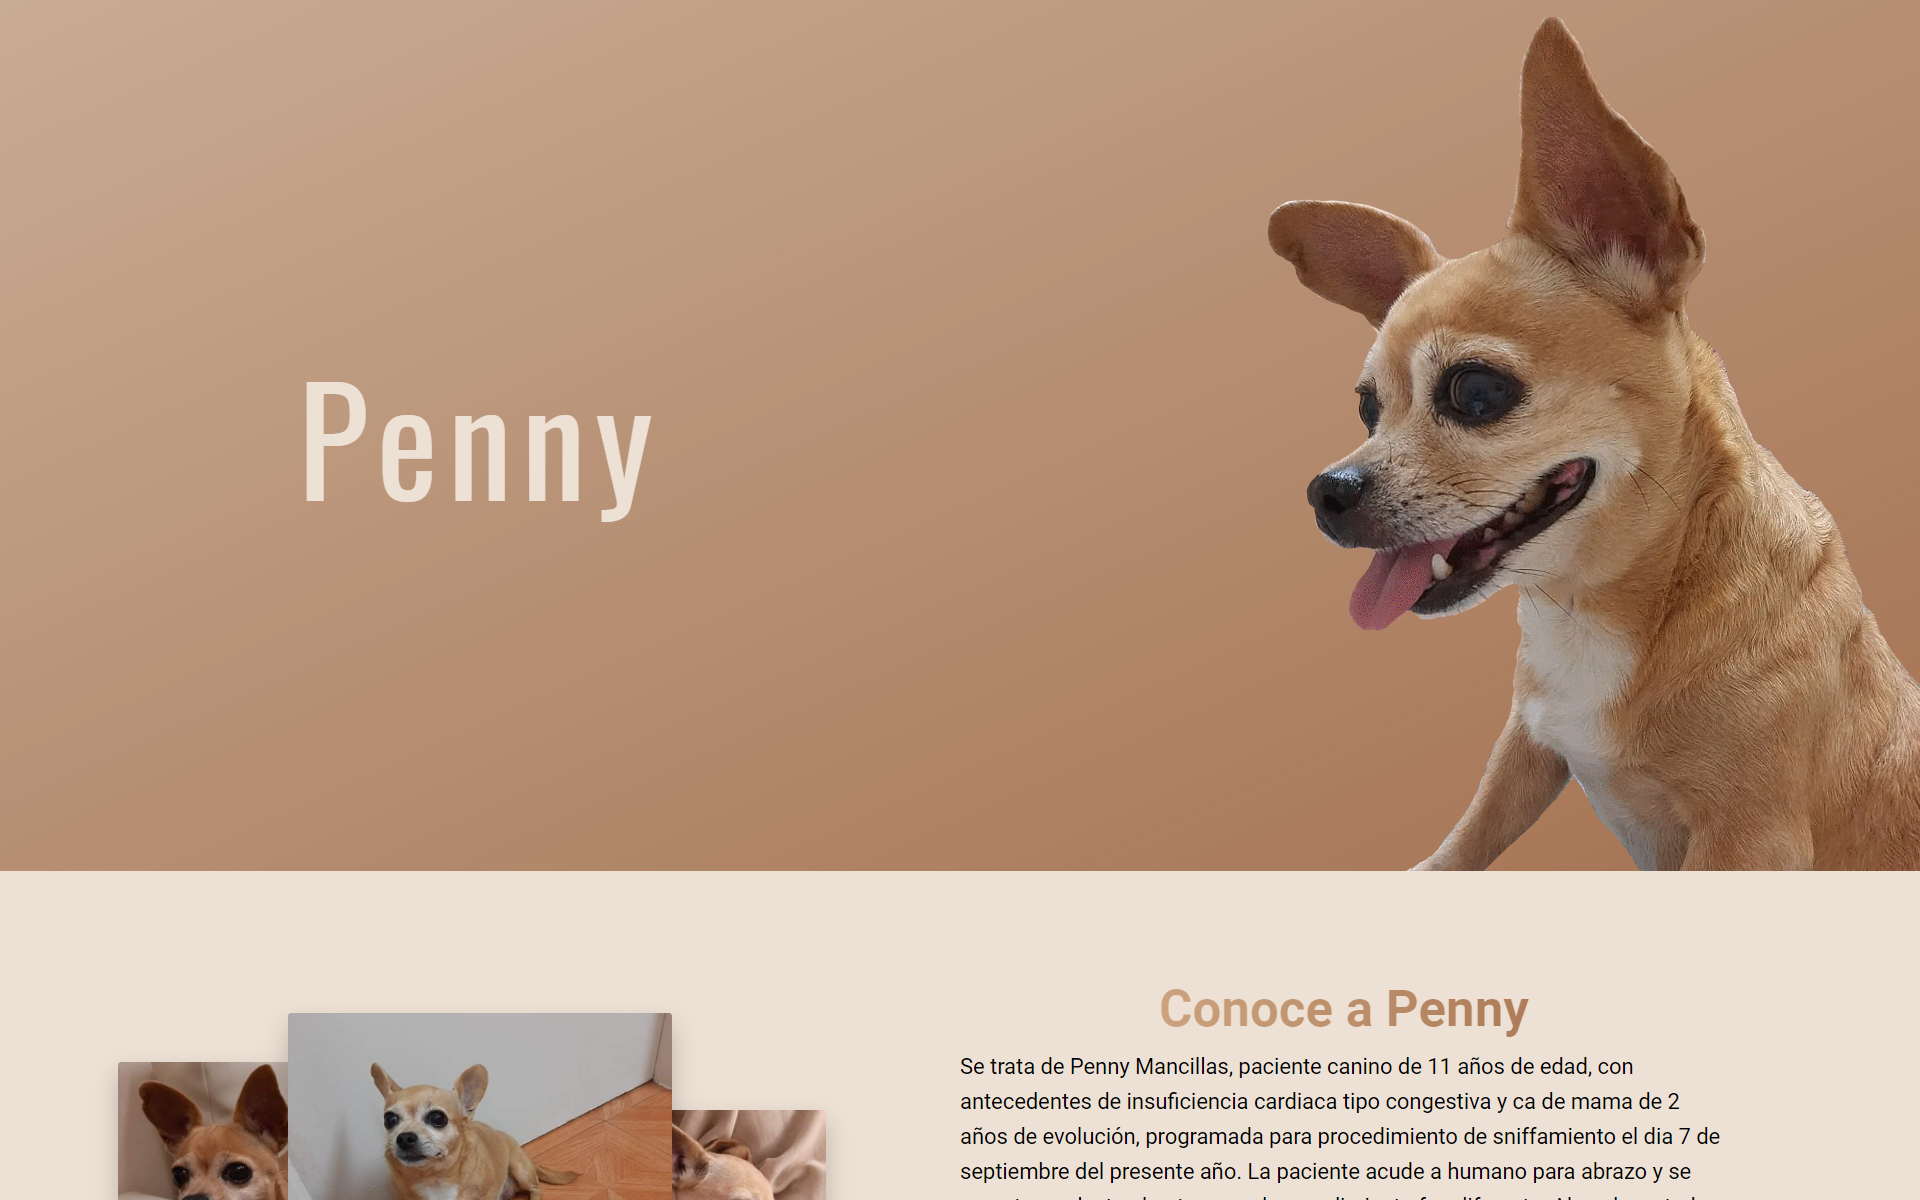 Penny
Conoce a Penny
Se trata de Penny Mancillas, paciente canino de 11 años de edad, con
antecedentes de insuficiencia cardiaca tipo congestiva y ca de mama de 2
años de evolución, programada para procedimiento de sniffamiento el dia 7 de
septiembre del presente año. La paciente acude a humano para abrazo y se